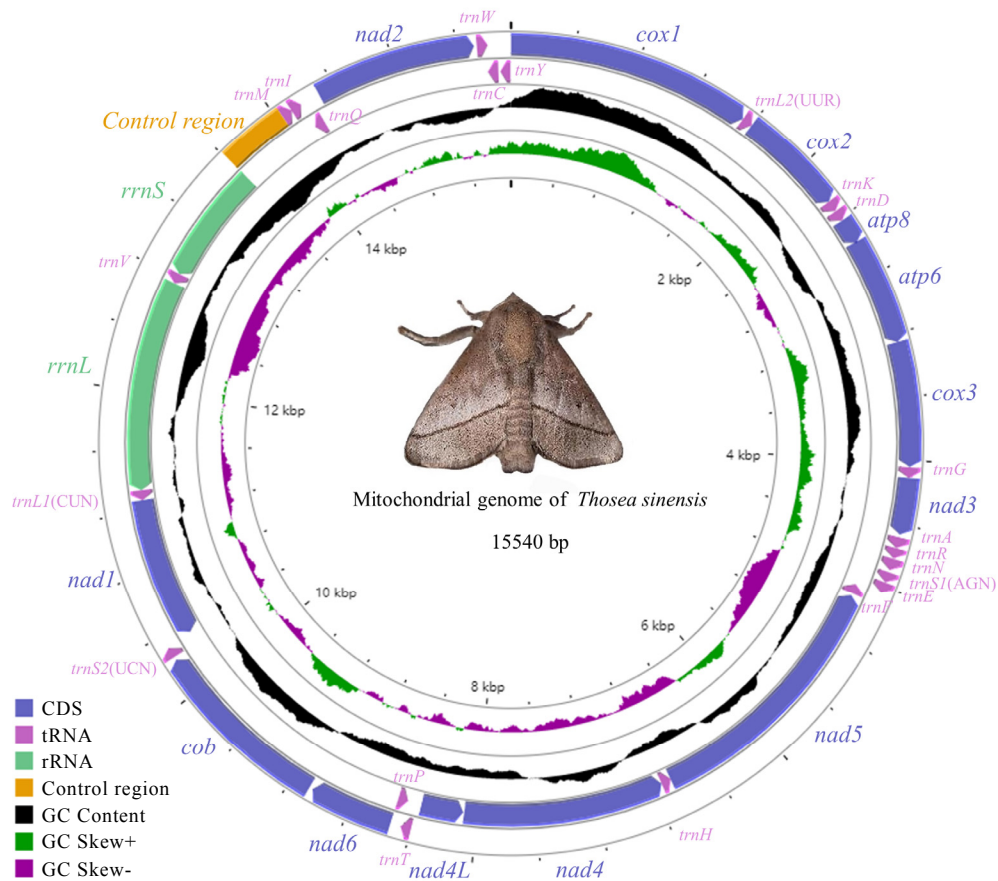 trnW
nad2
cox1
trnI
trnM
trnY
trnC
trnQ
trnL2(UUR)
Control region
cox2
rrnS
trnK
trnD
atp8
14 kbp
trnV
2 kbp
atp6
rrnL
cox3
12 kbp
4 kbp
trnG
Mitochondrial genome of Thosea sinensis
trnL1(CUN)
nad3
15540 bp
trnA
trnR
trnN
trnS1(AGN)
trnE
trnF
nad1
10 kbp
6 kbp
trnS2(UCN)
8 kbp
nad5
cob
trnP
trnH
nad6
trnT
nad4L
nad4
CDS
tRNA
rRNA
Control region
GC Content
GC Skew+
GC Skew-